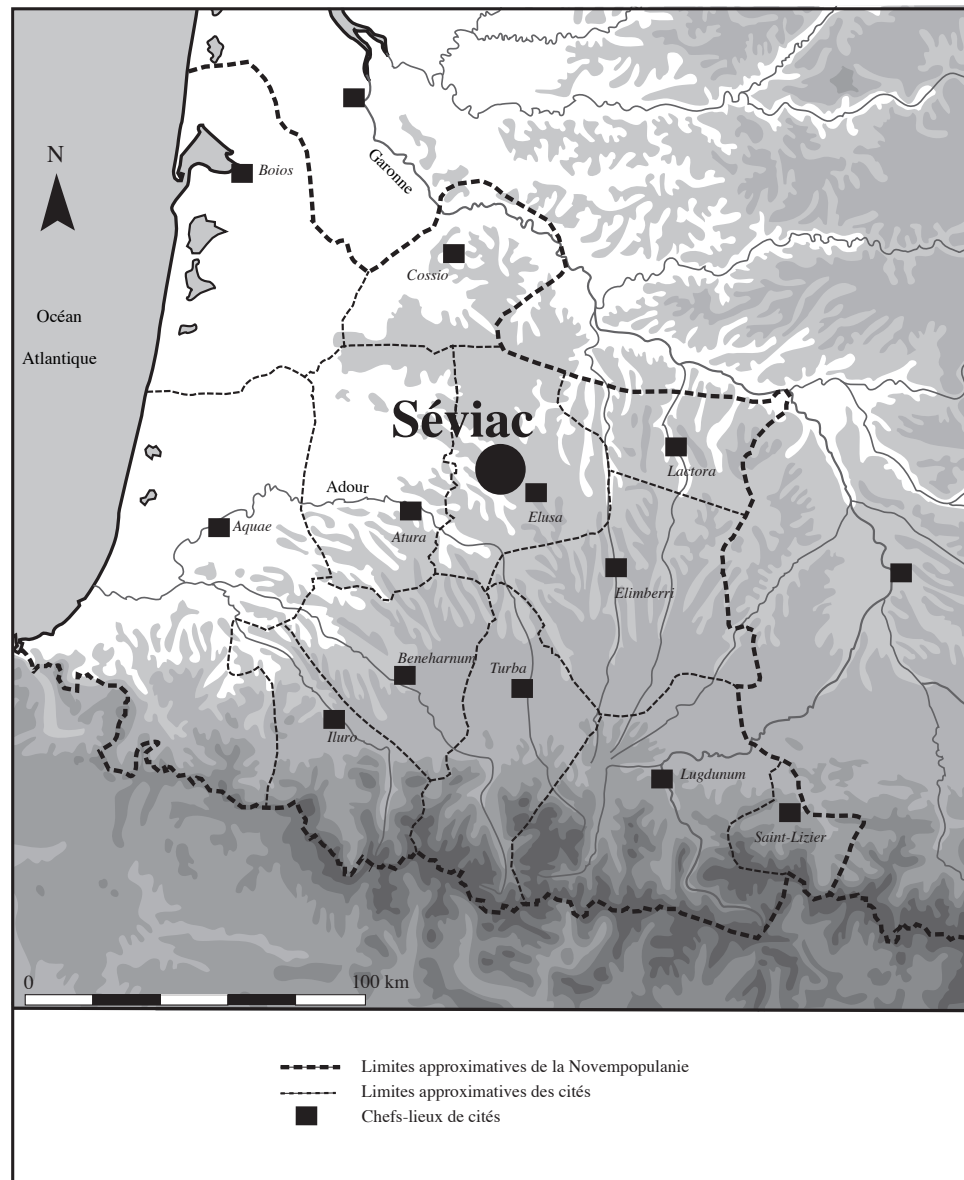 N
Garonne
Boios
Cossio
Océan
Atlantique
Séviac
Lactora
Adour
Elusa
Aquae
Atura
Elimberri
Beneharnum
Turba
Iluro
Lugdunum
Saint-Lizier
0
100 km
Limites approximatives de la Novempopulanie
Limites approximatives des cités
Chefs-lieux de cités